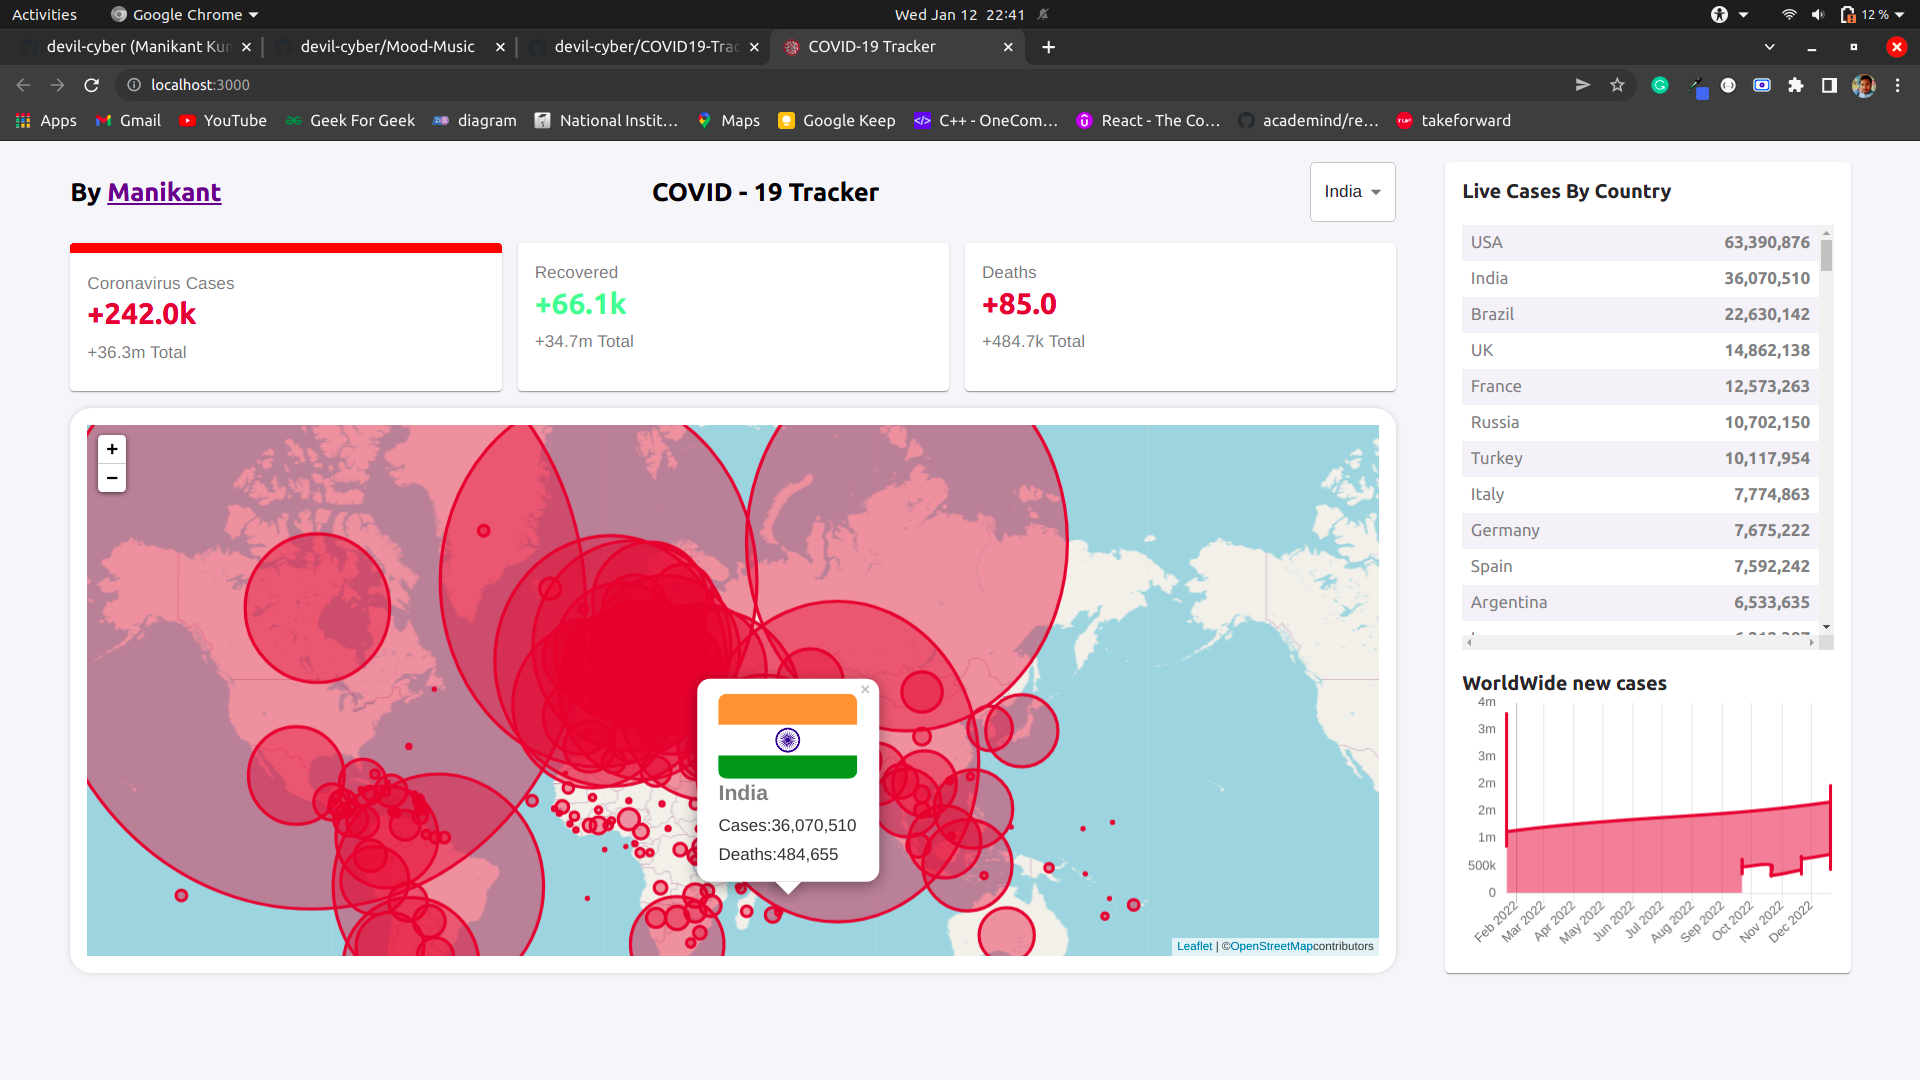 Activities
Google Chrome
Wed Jan 12 22:41
12 %
devil-cyber (Manikant Kun
devil-cyber/Mood-Music
devil-cyber/COVID19-Trac
COVID-19 Tracker
localhost:3000
Apps
Gmail
YouTube
Geek For Geek
diagram
National Instit…
Maps
Google Keep
C++ - OneCom…
React - The Co…
academind/re…
takeforward
By Manikant
COVID - 19 Tracker
India
Coronavirus Cases
+242.0k
+36.3m Total
Recovered
+66.1k
+34.7m Total
Deaths
+85.0
+484.7k Total
+
−
×
India
Cases:36,070,510
Deaths:484,655
Leaflet | ©OpenStreetMapcontributors
Live Cases By Country
USA 63,390,876
India 36,070,510
Brazil 22,630,142
UK 14,862,138
France 12,573,263
Russia 10,702,150
Turkey 10,117,954
Italy 7,774,863
Germany 7,675,222
Spain 7,592,242
Argentina 6,533,635
WorldWide new cases
4m
3m
3m
2m
2m
1m
500k
0
Feb 2022
Mar 2022
Apr 2022
May 2022
Jun 2022
Jul 2022
Aug 2022
Sep 2022
Oct 2022
Nov 2022
Dec 2022